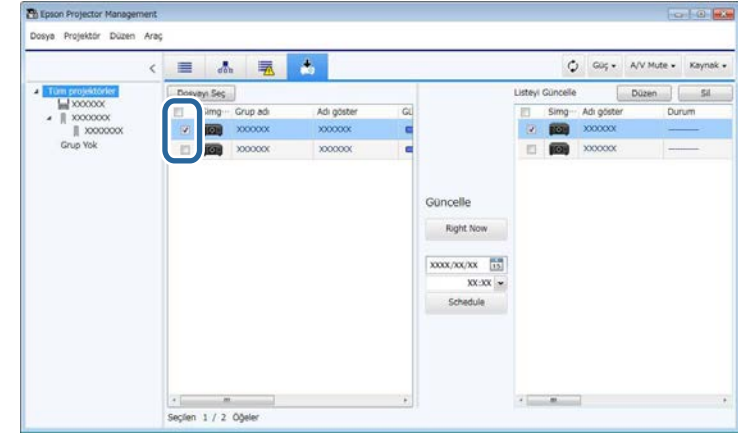 Epson Projector Management
Dosya Projektör Düzen Araç
Güç A/V Mute Kaynak
Tüm projektörler
XXXXXX
XXXXXXX
XXXXXXX
Grup Yok
Dosyayı Seç
Simg... Grup adı Adı göster GL
XXXXXX XXXXXX
XXXXXX XXXXXX
Güncelle
Right Now
XXXX/XX/XX 15
XX:XX
Schedule
Listeyi Güncelle Düzen Sil
Simg... Adı göster Durum
XXXXXX ———
XXXXXX ———
Seçilen 1 / 2 Öğeler